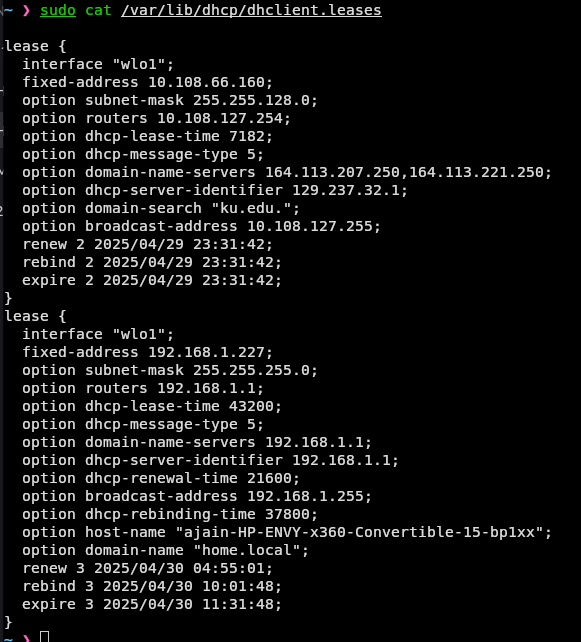 ~ ❯ sudo cat /var/lib/dhcp/dhclient.leases
lease {
  interface "wlo1";
  fixed-address 10.108.66.160;
  option subnet-mask 255.255.128.0;
  option routers 10.108.127.254;
  option dhcp-lease-time 7182;
  option dhcp-message-type 5;
  option domain-name-servers 164.113.207.250,164.113.221.250;
  option dhcp-server-identifier 129.237.32.1;
  option domain-search "ku.edu.";
  option broadcast-address 10.108.127.255;
  renew 2 2025/04/29 23:31:42;
  rebind 2 2025/04/29 23:31:42;
  expire 2 2025/04/29 23:31:42;
}
lease {
  interface "wlo1";
  fixed-address 192.168.1.227;
  option subnet-mask 255.255.255.0;
  option routers 192.168.1.1;
  option dhcp-lease-time 43200;
  option dhcp-message-type 5;
  option domain-name-servers 192.168.1.1;
  option dhcp-server-identifier 192.168.1.1;
  option dhcp-renewal-time 21600;
  option broadcast-address 192.168.1.255;
  option dhcp-rebinding-time 37800;
  option host-name "ajain-HP-ENVY-x360-Convertible-15-bp1xx";
  option domain-name "home.local";
  renew 3 2025/04/30 04:55:01;
  rebind 3 2025/04/30 10:01:48;
  expire 3 2025/04/30 11:31:48;
}
~ ❯